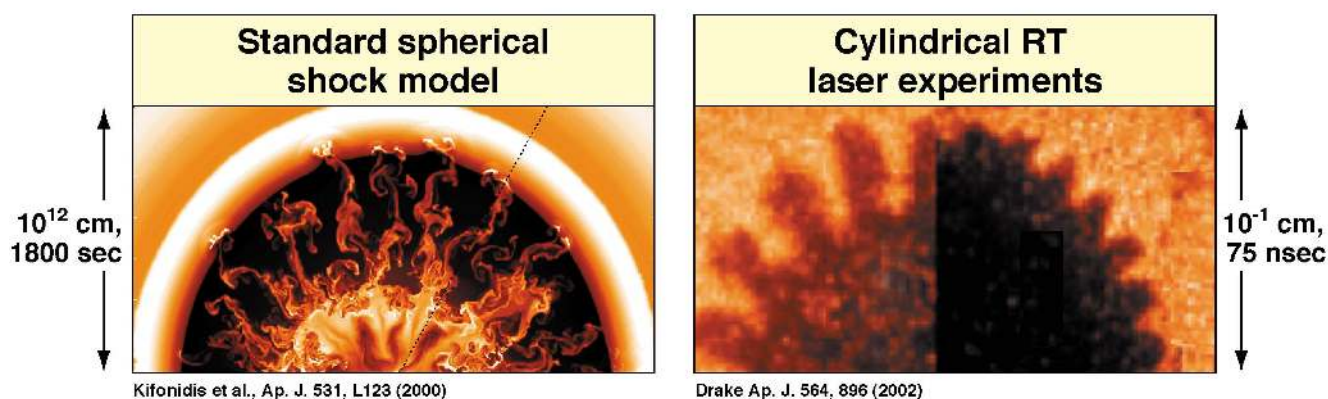 Standard spherical
shock model
10¹² cm,
1800 sec
Kifonidis et al., Ap. J. 531, L123 (2000)
Cylindrical RT
laser experiments
10⁻¹ cm,
75 nsec
Drake Ap. J. 564, 896 (2002)